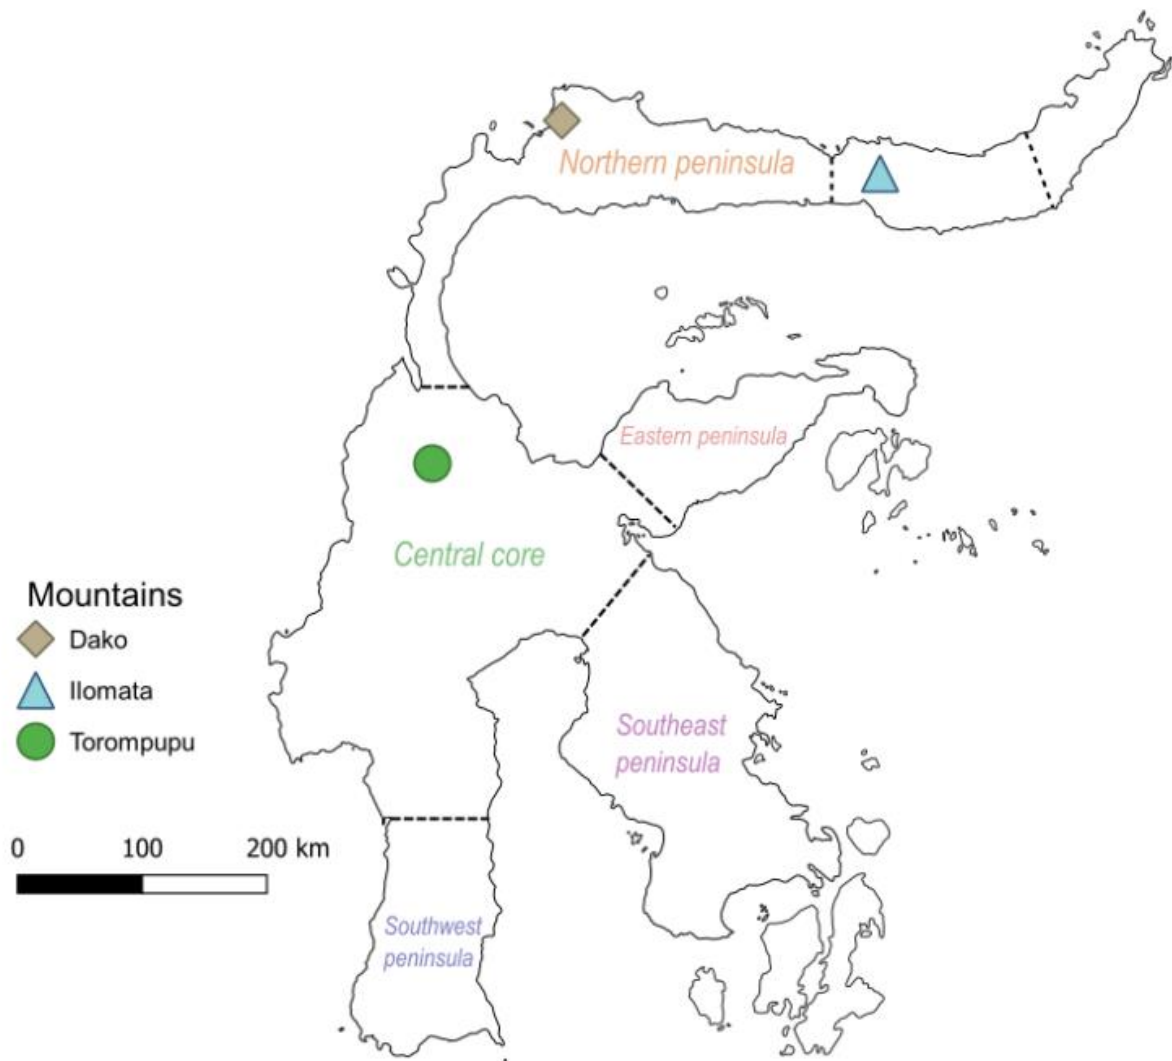 Northern peninsula
Eastern peninsula
Central core
Mountains
Dako
Ilomata
Torompupu
Southeast
peninsula
0 100 200 km
Southwest
peninsula